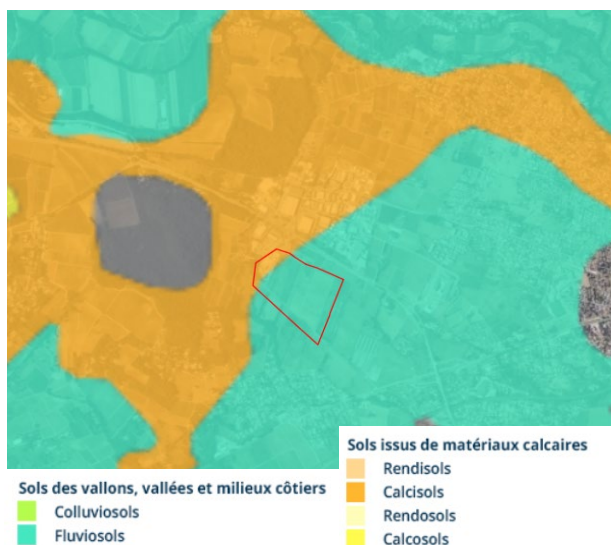 Sols des vallons, vallées et milieux côtiers
Colluviosols
Fluviosols
Sols issus de matériaux calcaires
Rendisols
Calcisols
Rendosols
Calcosols